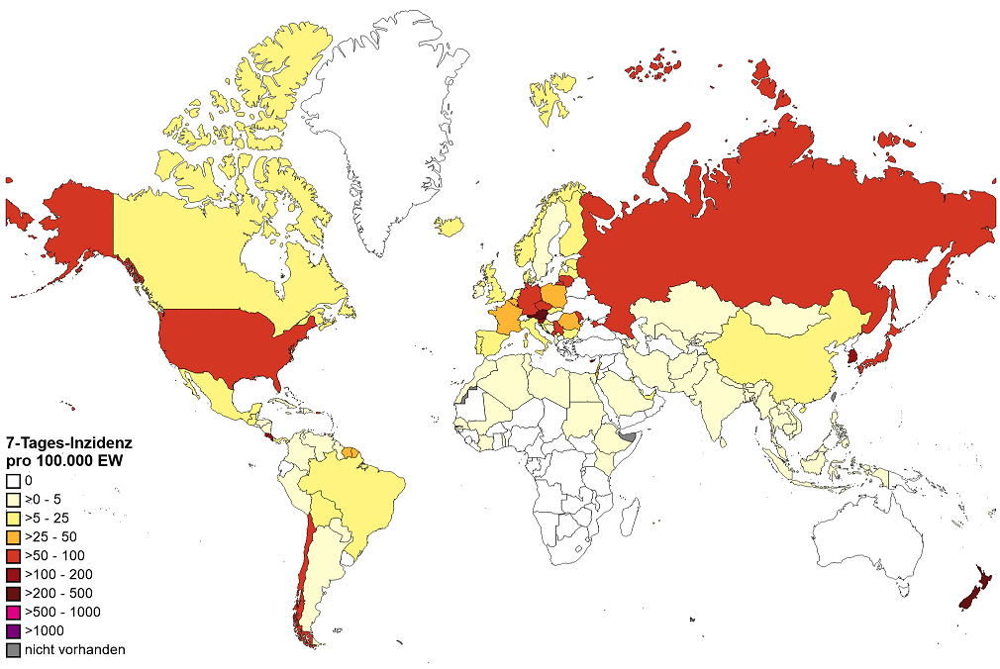 7-Tages-Inzidenz
pro 100.000 EW
0
>0 - 5
>5 - 25
>25 - 50
>50 - 100
>100 - 200
>200 - 500
>500 - 1000
>1000
nicht vorhanden